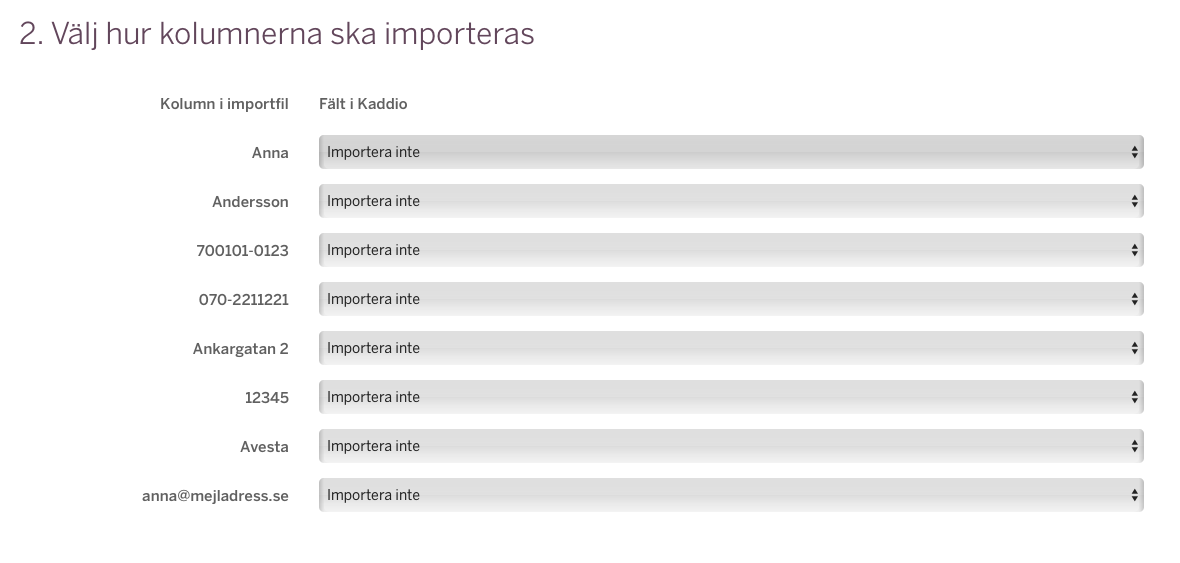 2. Välj hur kolumnerna ska importeras
Kolumn i importfil Fält i Kaddio
Anna Importera inte
Andersson Importera inte
700101-0123 Importera inte
070-2211221 Importera inte
Ankargatan 2 Importera inte
12345 Importera inte
Avesta Importera inte
anna@mejladress.se Importera inte